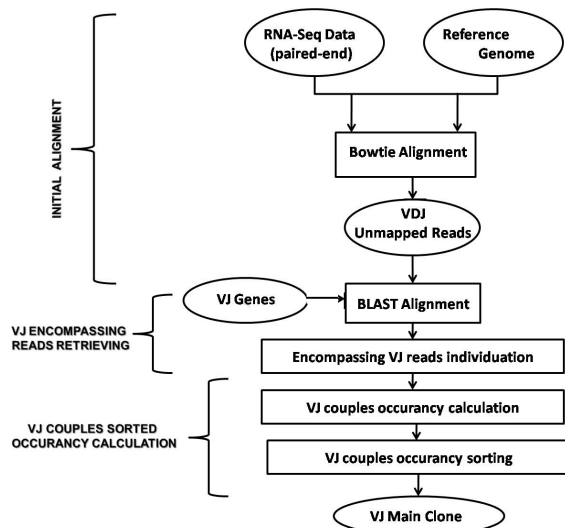 RNA-Seq Data
(paired-end)
Reference
Genome
INITIAL ALIGNMENT
Bowtie Alignment
VDJ
Unmapped Reads
VJ Genes
BLAST Alignment
VJ ENCOMPASSING
READS RETRIEVING
Encompassing VJ reads individuation
VJ COUPLES SORTED
OCCURANCY CALCULATION
VJ couples occurancy calculation
VJ couples occurancy sorting
VJ Main Clone